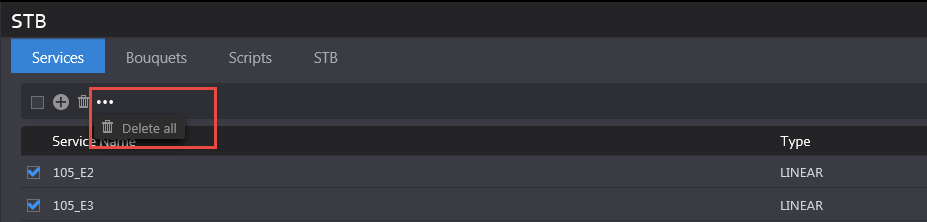 STB
Services Bouquets Scripts STB
•••
Delete all
Service Name Type
105_E2 LINEAR
105_E3 LINEAR